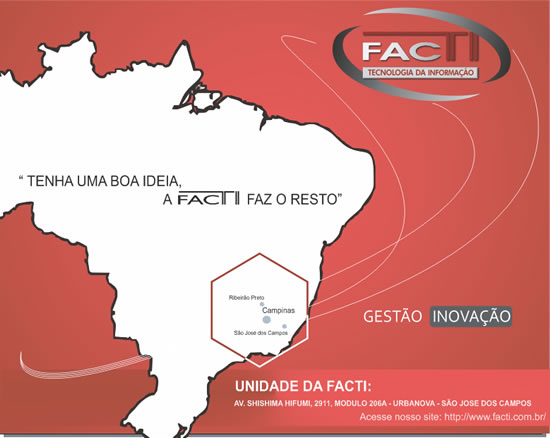 FACTI
TECNOLOGIA DA INFORMAÇÃO
“ TENHA UMA BOA IDEIA,
A FACTI FAZ O RESTO”
Ribeirão Preto
Campinas
São José dos Campos
GESTÃO INOVAÇÃO
UNIDADE DA FACTI:
AV. SHISHIMA HIFUMI, 2911, MODULO 206A - URBANOVA - SÃO JOSE DOS CAMPOS
Acesse nosso site: http://www.facti.com.br/